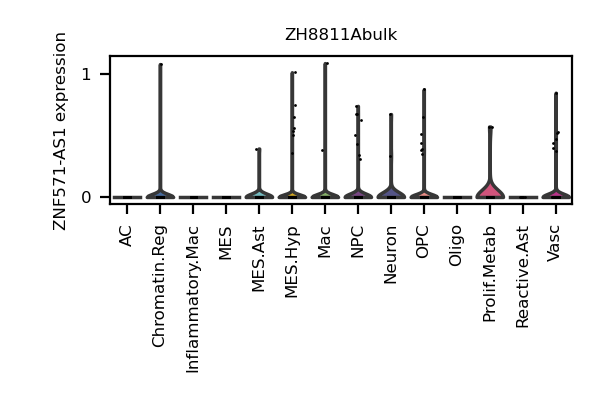 ZH8811Abulk
ZNF571-AS1 expression
1
0
AC
Chromatin.Reg
Inflammatory.Mac
MES
MES.Ast
MES.Hyp
Mac
NPC
Neuron
OPC
Oligo
Prolif.Metab
Reactive.Ast
Vasc